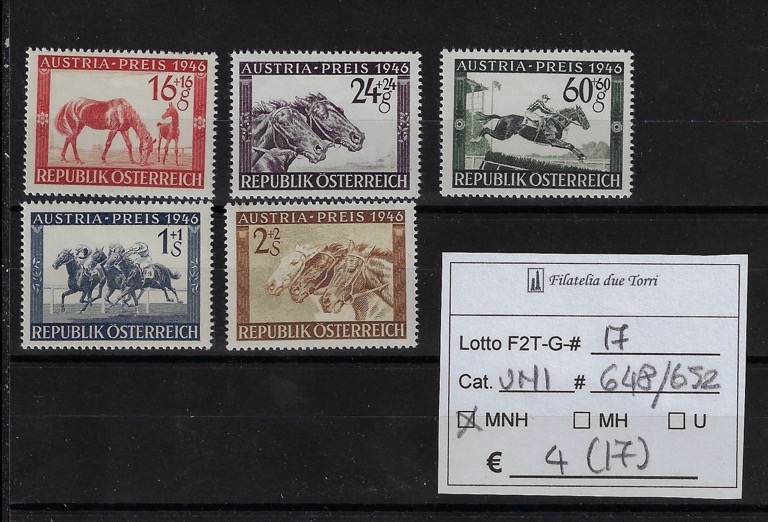 AUSTRIA-PREIS 1946
16+16 g
REPUBLIK ÖSTERREICH
AUSTRIA-PREIS 1946
24+24 g
REPUBLIK ÖSTERREICH
AUSTRIA-PREIS 1946
60+60 g
REPUBLIK ÖSTERREICH
AUSTRIA-PREIS 1946
1+1 S
REPUBLIK ÖSTERREICH
AUSTRIA-PREIS 1946
2+2 S
REPUBLIK ÖSTERREICH
Filatelia due Torri
Lotto F2T-G-# 17
Cat. UNI # 648/652
MNH MH U
€ 4 (17)